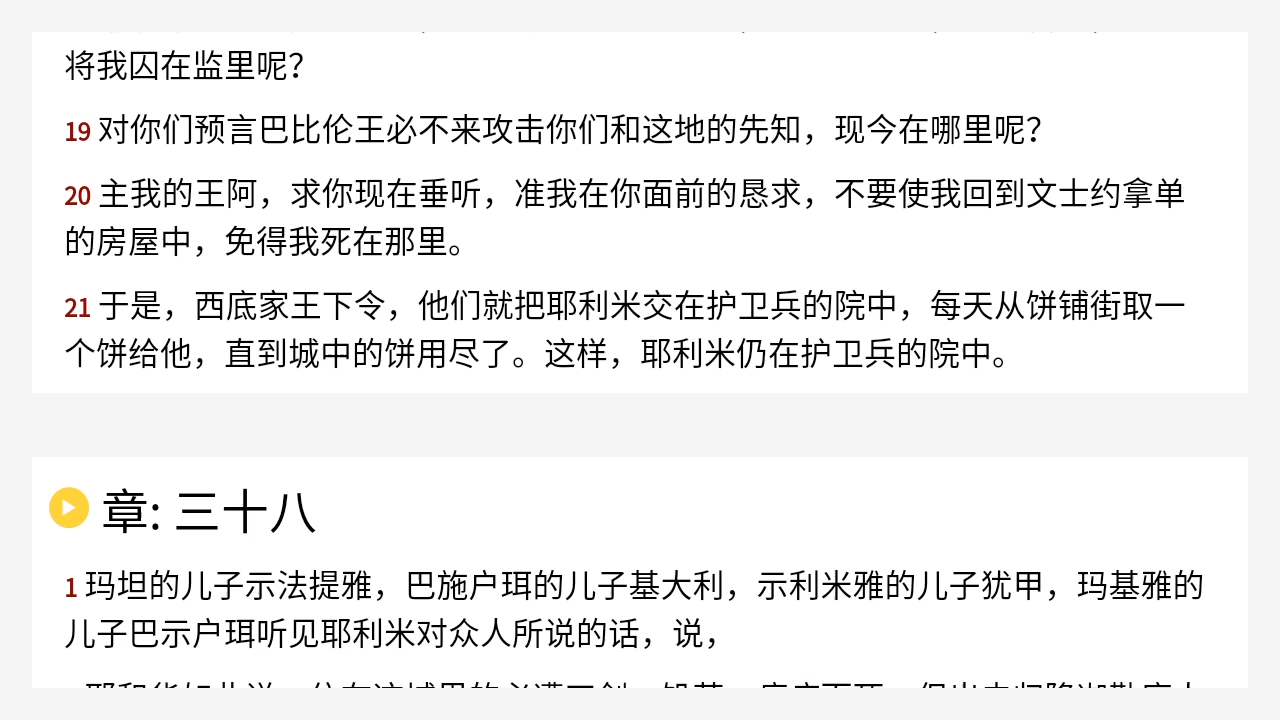 将我囚在监里呢？
19 对你们预言巴比伦王必不来攻击你们和这地的先知，现今在哪里呢？
20 主我的王阿，求你现在垂听，准我在你面前的恳求，不要使我回到文士约拿单
的房屋中，免得我死在那里。
21 于是，西底家王下令，他们就把耶利米交在护卫兵的院中，每天从饼铺街取一
个饼给他，直到城中的饼用尽了。这样，耶利米仍在护卫兵的院中。
章: 三十八
1 玛坦的儿子示法提雅，巴施户珥的儿子基大利，示利米雅的儿子犹甲，玛基雅的
儿子巴示户珥听见耶利米对众人所说的话，说，